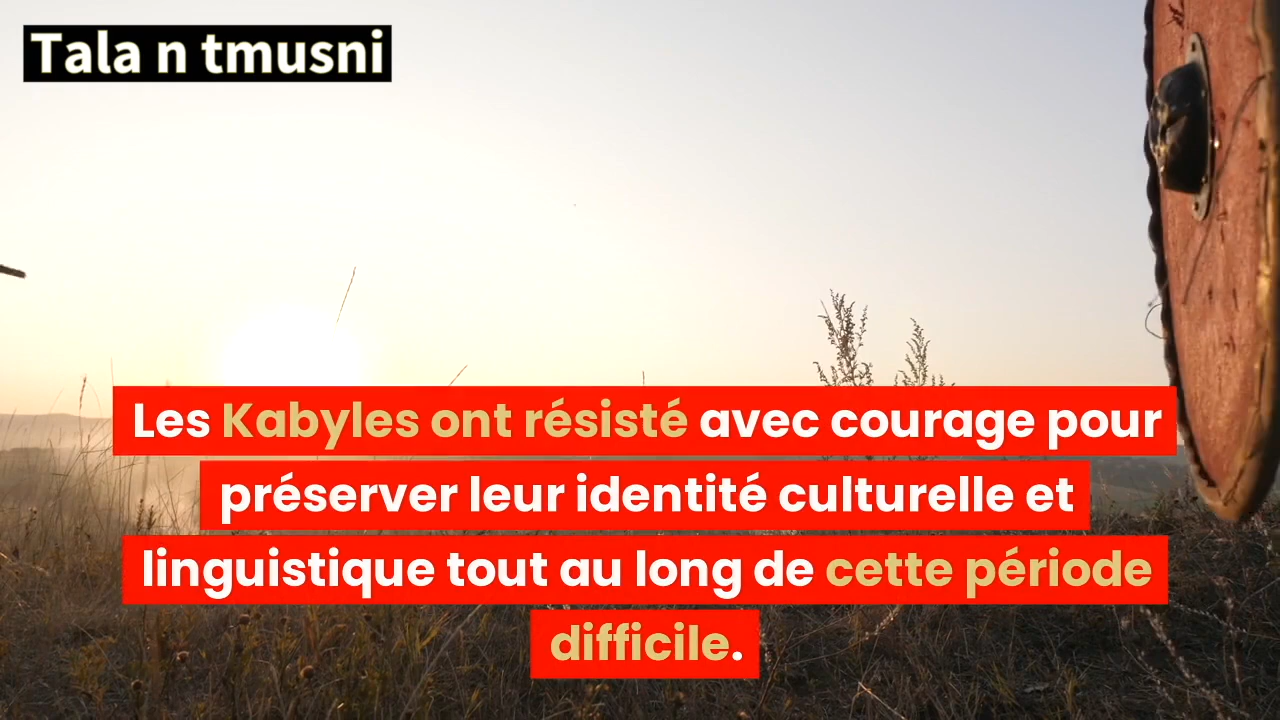 Tala n tmusni
Les Kabyles ont résisté avec courage pour
préserver leur identité culturelle et
linguistique tout au long de cette période
difficile.